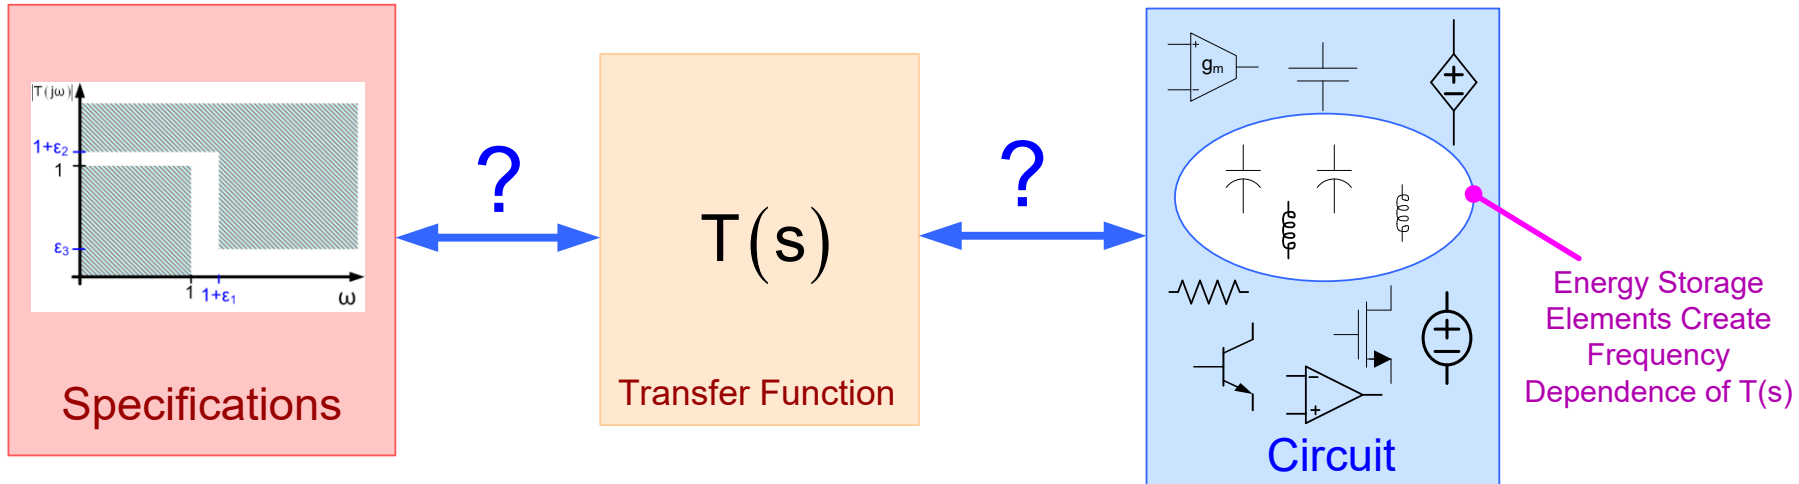 |T(jω)|
1+ε₂
1
ε₃
1
1+ε₁
ω
Specifications
?
T(s)
Transfer Function
?
gm
+
−
+
−
+
−
−
+
Circuit
Energy Storage
Elements Create
Frequency
Dependence of T(s)